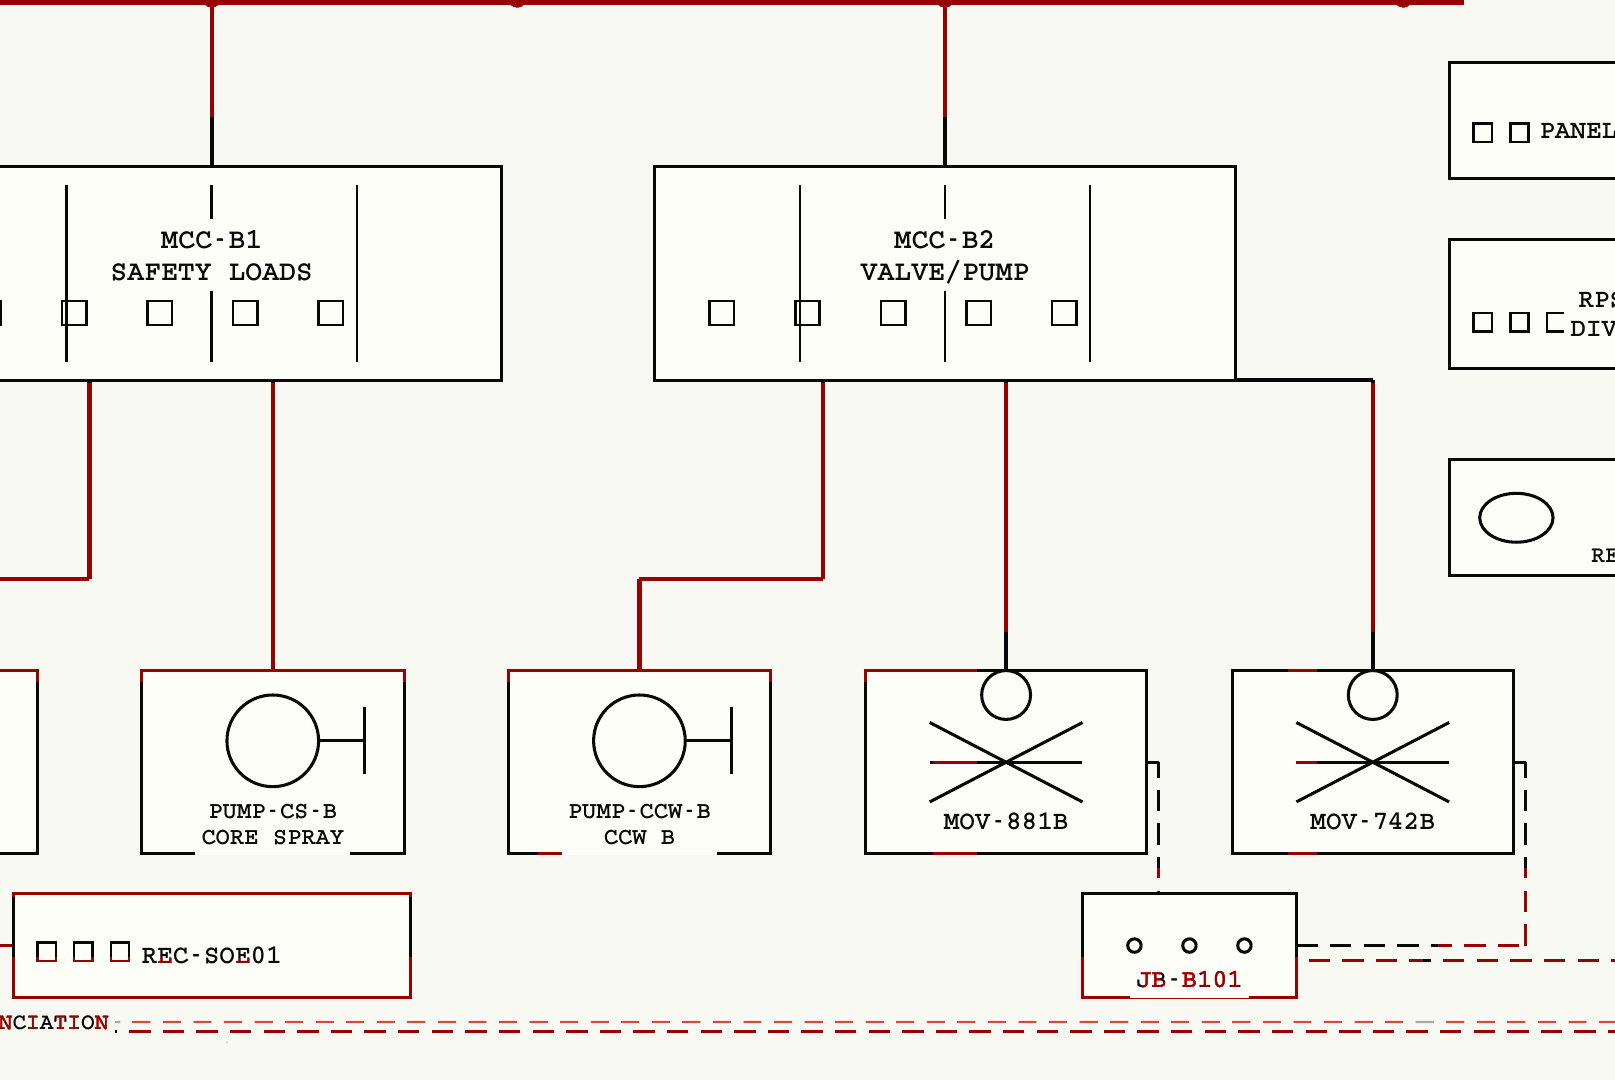 PANEL
MCC-B1
SAFETY LOADS
MCC-B2
VALVE/PUMP
RPS
DIV
RE
PUMP-CS-B
CORE SPRAY
PUMP-CCW-B
CCW B
MOV-881B
MOV-742B
REC-SOE01
JB-B101
NCIATION